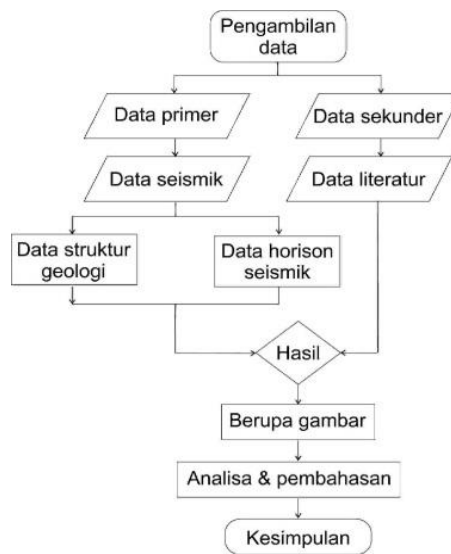 Pengambilan
data
Data primer
Data sekunder
Data seismik
Data literatur
Data struktur
geologi
Data horison
seismik
Hasil
Berupa gambar
Analisa & pembahasan
Kesimpulan